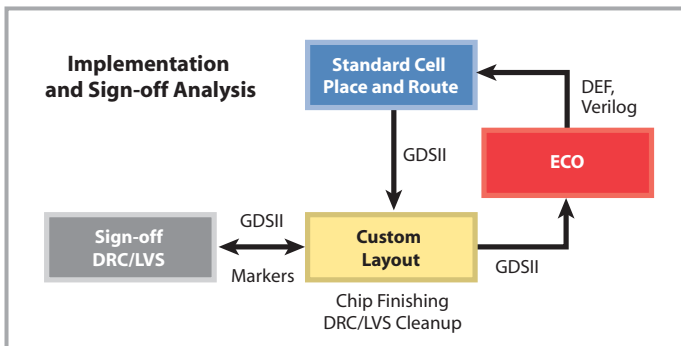 Implementation
and Sign-off Analysis
Standard Cell
Place and Route
DEF,
Verilog
GDSII
ECO
GDSII
Sign-off
DRC/LVS
Markers
Custom
Layout
GDSII
Chip Finishing
DRC/LVS Cleanup